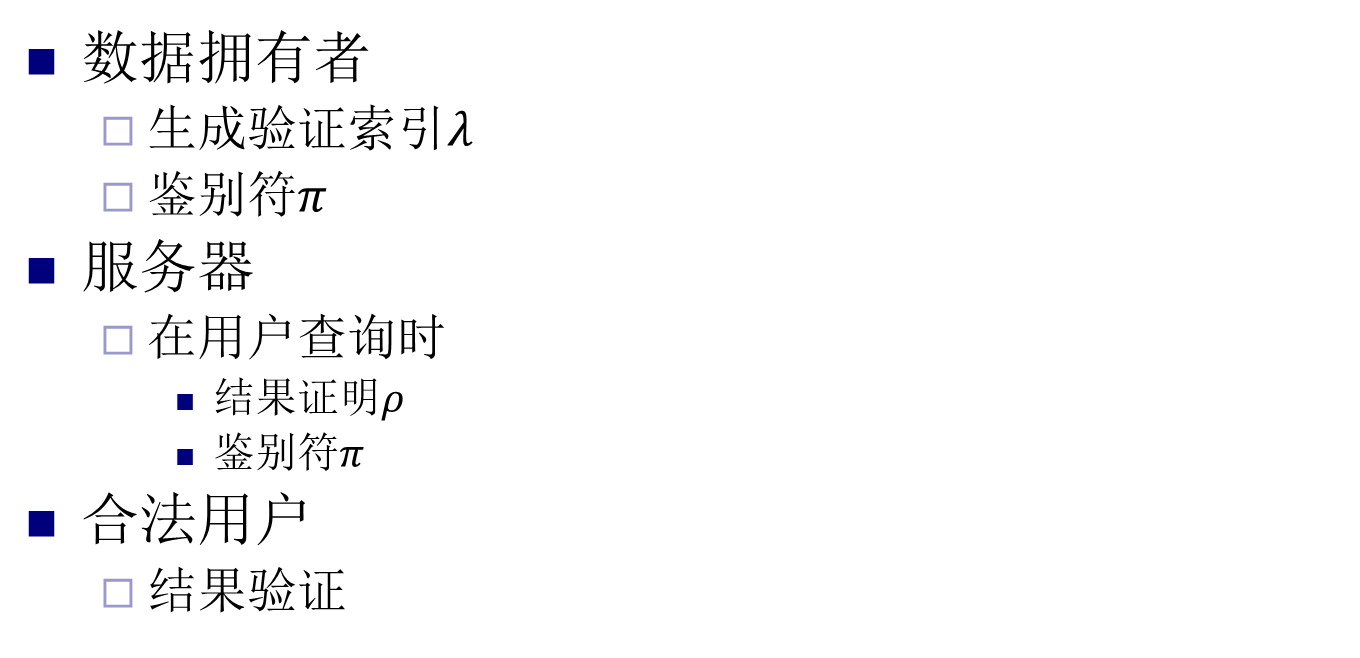 数据拥有者
生成验证索引λ
鉴别符π
服务器
在用户查询时
结果证明ρ
鉴别符π
合法用户
结果验证